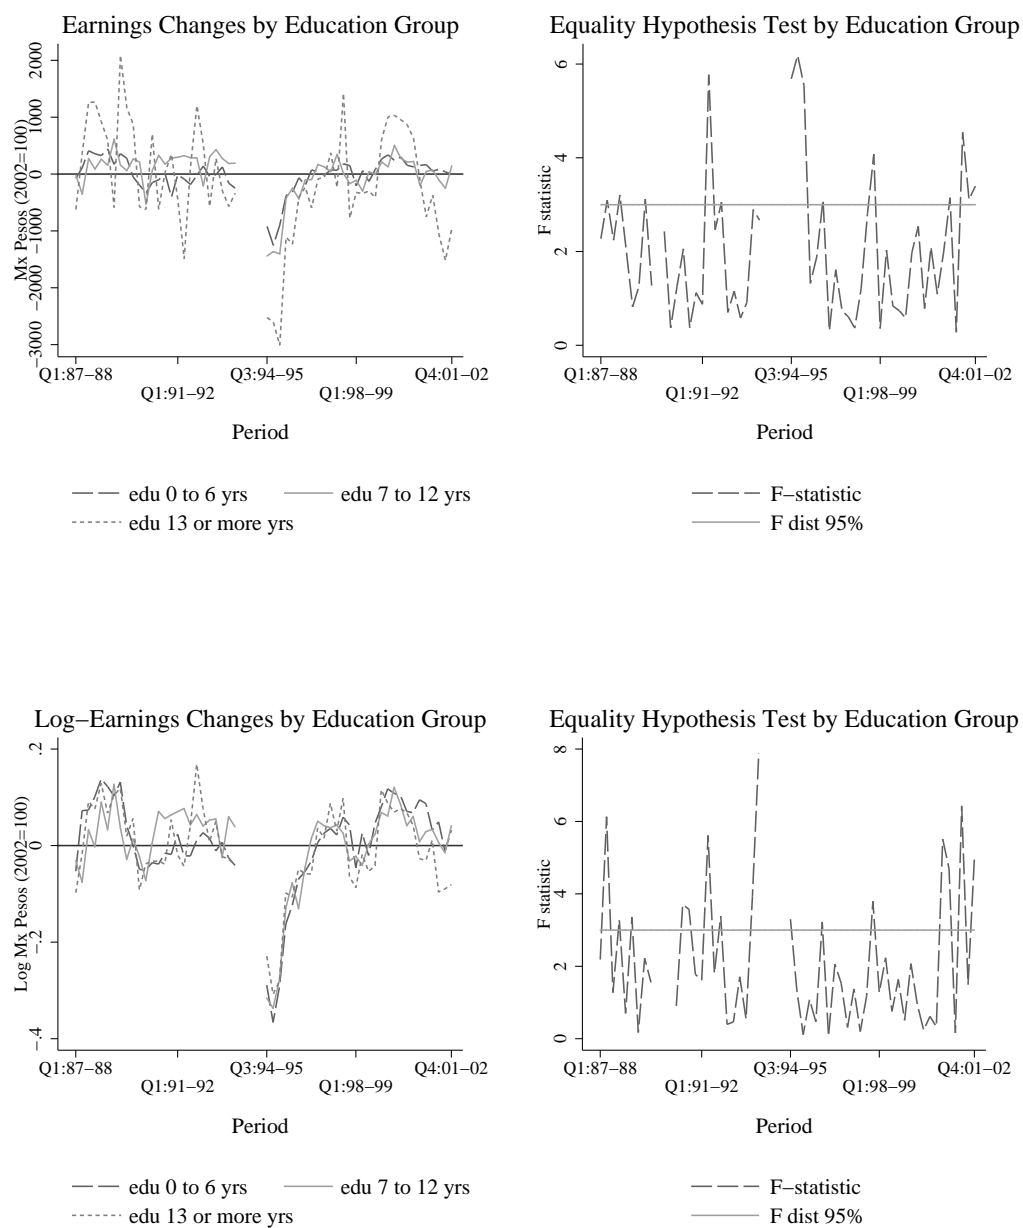 Earnings Changes by Education Group
Mx Pesos (2002=100)
2000
1000
0
−1000
−2000
−3000
Q1:87−88
Q3:94−95
Q4:01−02
Q1:91−92
Q1:98−99
Period
edu 0 to 6 yrs
edu 7 to 12 yrs
edu 13 or more yrs
Equality Hypothesis Test by Education Group
F statistic
6
4
2
0
Q1:87−88
Q3:94−95
Q4:01−02
Q1:91−92
Q1:98−99
Period
F−statistic
F dist 95%
Log−Earnings Changes by Education Group
Log Mx Pesos (2002=100)
.2
0
−.2
−.4
Q1:87−88
Q3:94−95
Q4:01−02
Q1:91−92
Q1:98−99
Period
edu 0 to 6 yrs
edu 7 to 12 yrs
edu 13 or more yrs
Equality Hypothesis Test by Education Group
F statistic
8
6
4
2
0
Q1:87−88
Q3:94−95
Q4:01−02
Q1:91−92
Q1:98−99
Period
F−statistic
F dist 95%